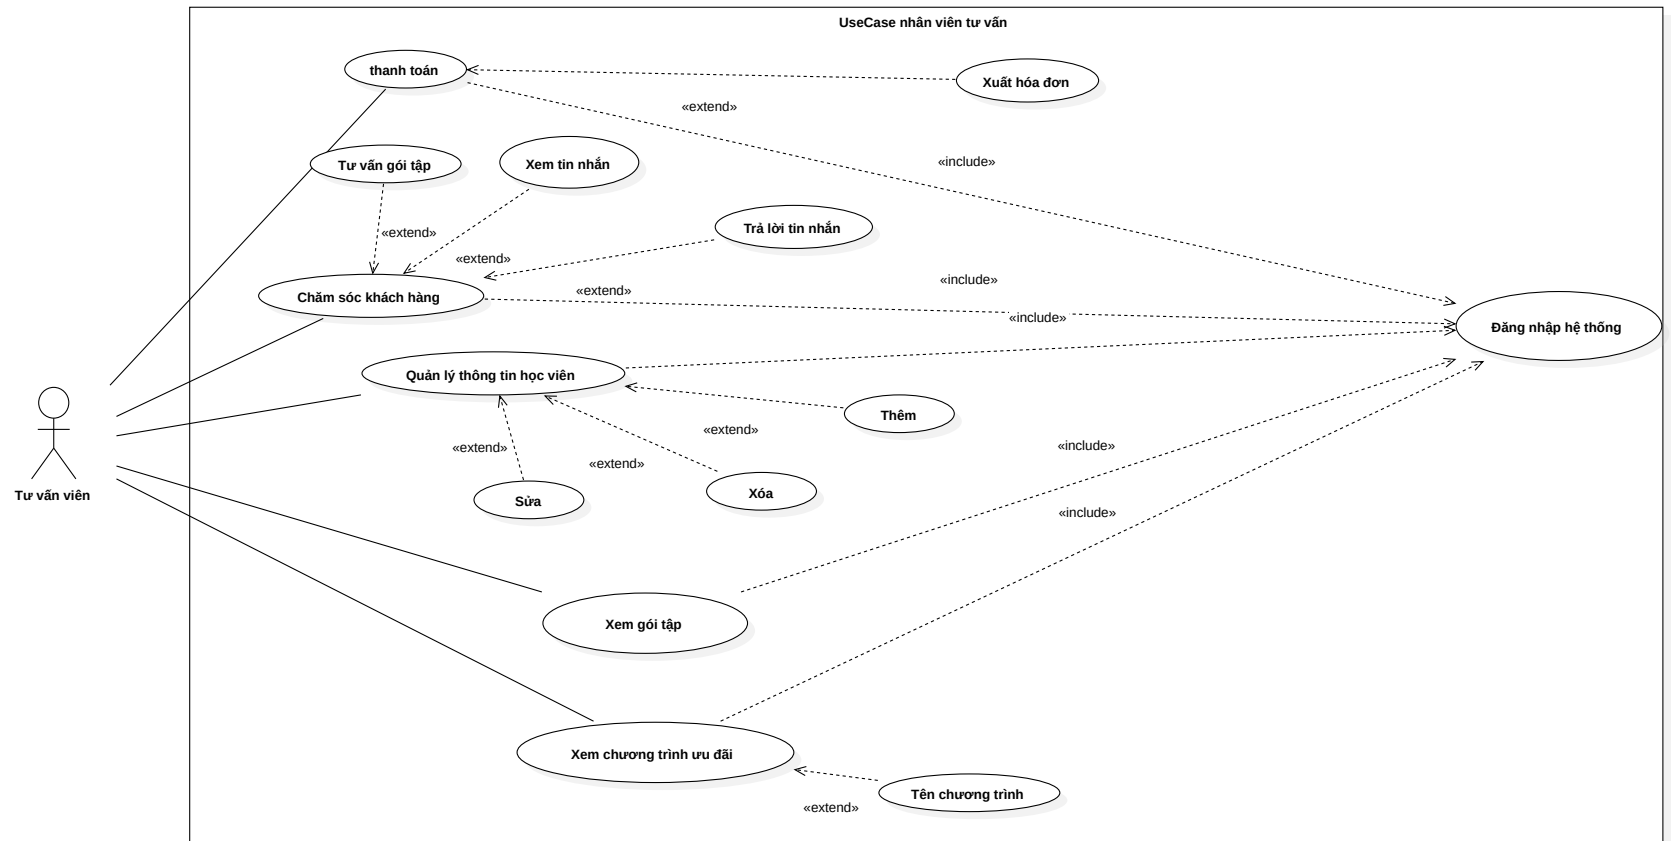 UseCase nhân viên tư vấn
thanh toán
Xuất hóa đơn
«extend»
«include»
Tư vấn gói tập
Xem tin nhắn
Trả lời tin nhắn
«extend»
«extend»
«extend»
«include»
Chăm sóc khách hàng
«include»
Đăng nhập hệ thống
Quản lý thông tin học viên
Thêm
«extend»
«extend»
«extend»
«include»
Sửa
Xóa
Tư vấn viên
«include»
Xem gói tập
Xem chương trình ưu đãi
Tên chương trình
«extend»